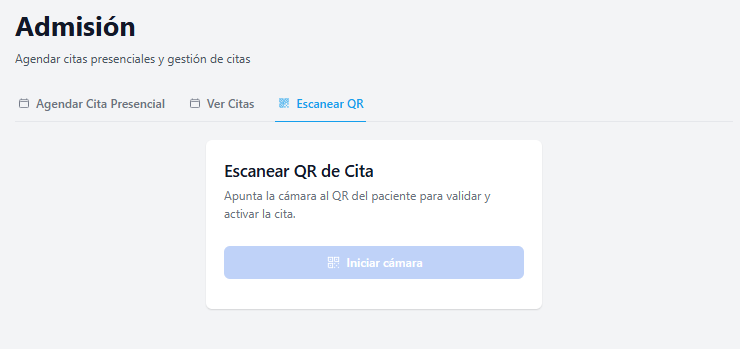 Admisión
Agendar citas presenciales y gestión de citas
Agendar Cita Presencial
Ver Citas
Escanear QR
Escanear QR de Cita
Apunta la cámara al QR del paciente para validar y
activar la cita.
Iniciar cámara